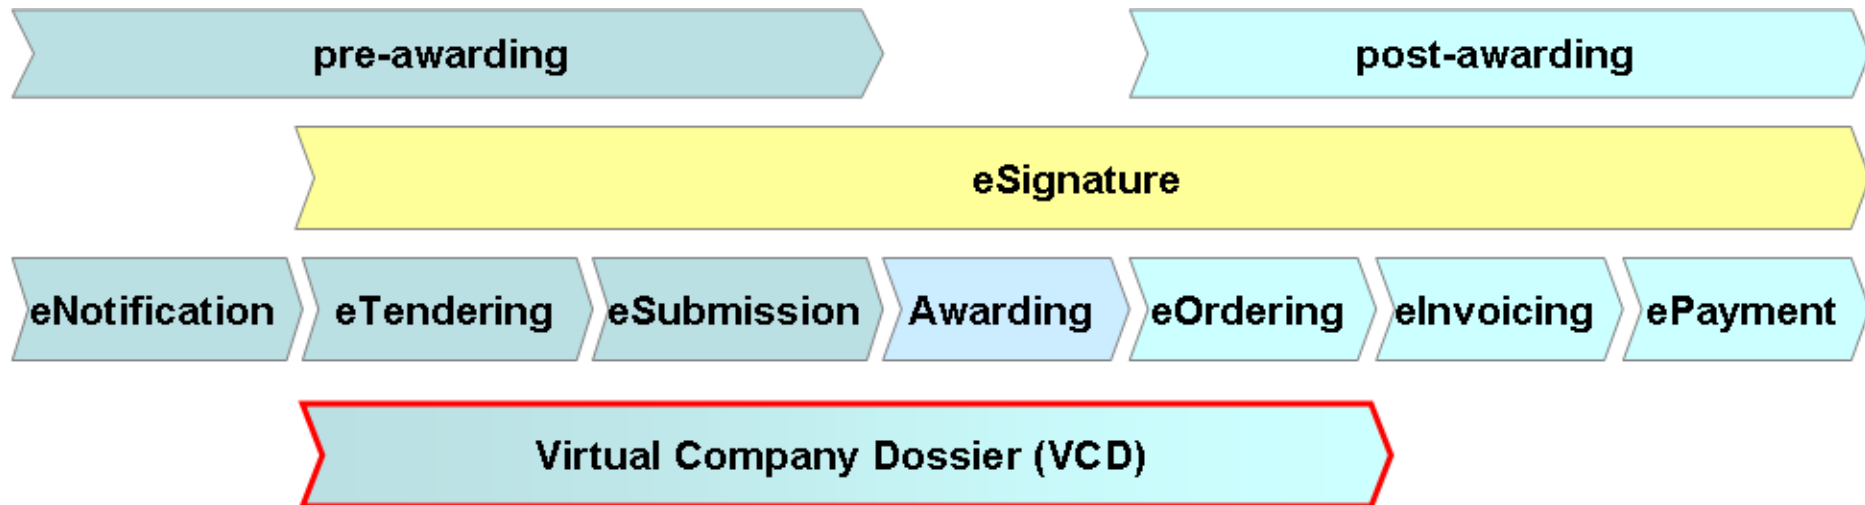 pre-awarding
post-awarding
eSignature
eNotification
eTendering
eSubmission
Awarding
eOrdering
eInvoicing
ePayment
Virtual Company Dossier (VCD)